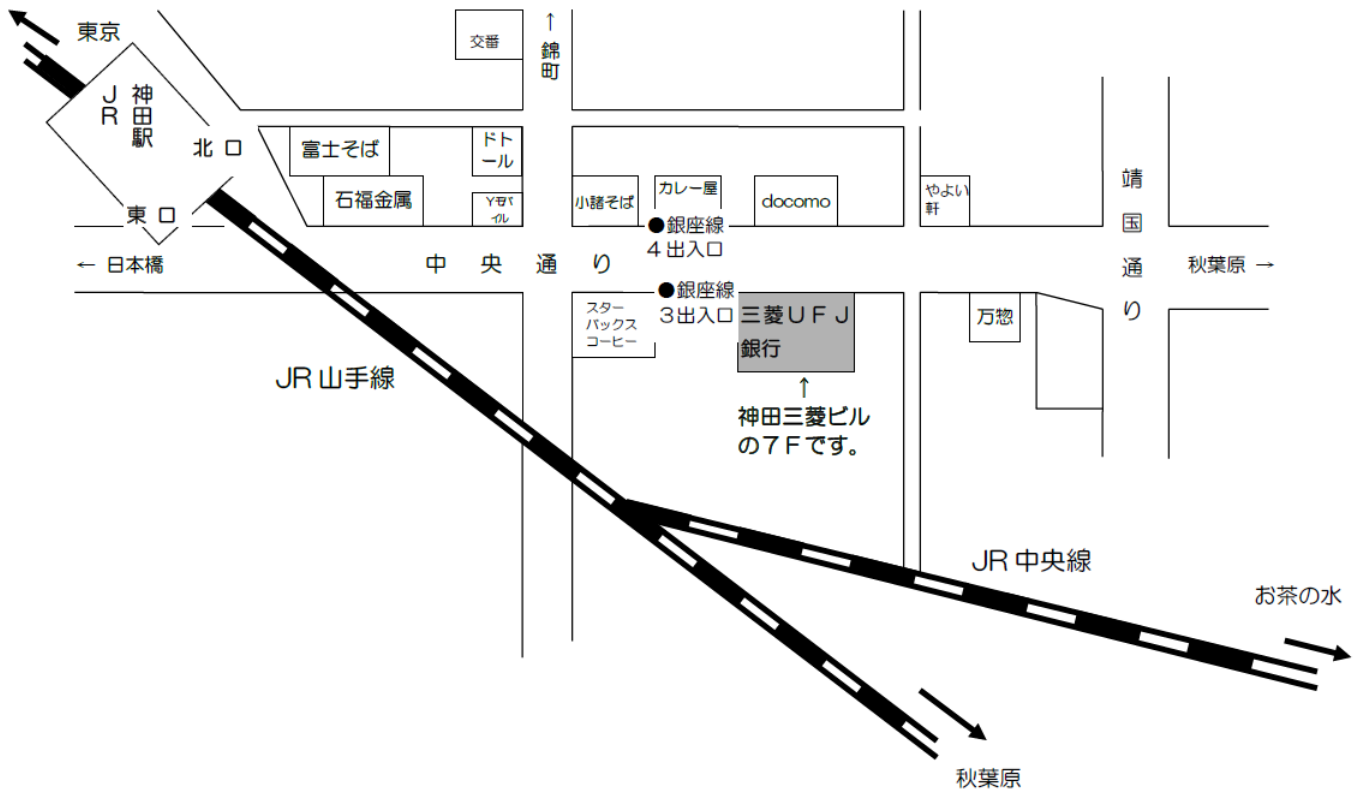 東京
神田駅
JR
北口
東口
交番
↑錦町
富士そば
石福金属
ドト
ール
Yモバ
イル
小諸そば
カレー屋
docomo
やよい
軒
靖国通り
●銀座線
4出入口
← 日本橋
中央通り
秋葉原 →
●銀座線
3出入口
スター
バックス
コーヒー
三菱UFJ
銀行
万惣
↑
神田三菱ビル
の7Fです。
JR山手線
JR中央線
お茶の水
秋葉原